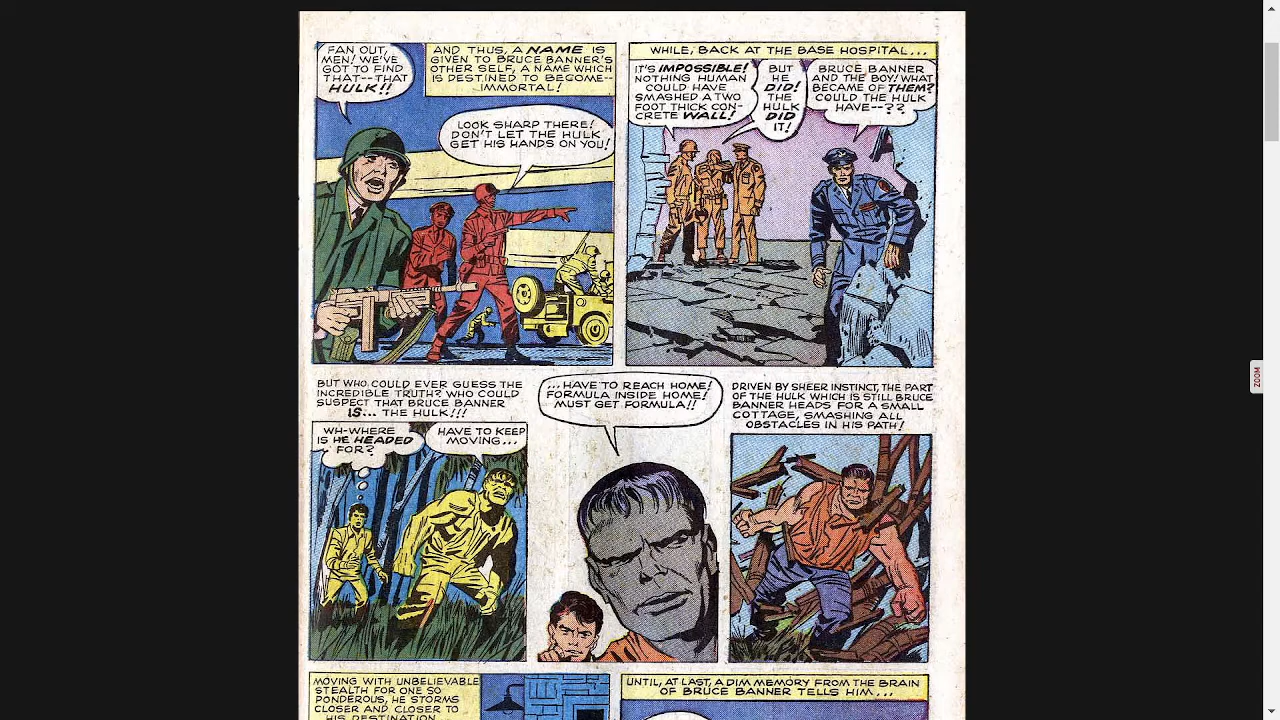 FAN OUT,
MEN! WE'VE
GOT TO FIND
THAT--THAT
HULK!!
AND THUS, A NAME IS
GIVEN TO BRUCE BANNER'S
OTHER SELF, A NAME WHICH
IS DESTINED TO BECOME--
IMMORTAL!
LOOK SHARP THERE!
DON'T LET THE HULK
GET HIS HANDS ON YOU!
WHILE, BACK AT THE BASE HOSPITAL...
IT'S IMPOSSIBLE!
NOTHING HUMAN
COULD HAVE
SMASHED A TWO
FOOT THICK CON-
CRETE WALL!
BUT
HE
DID!
THE
HULK
DID
IT!
BRUCE BANNER
AND THE BOY! WHAT
BECAME OF THEM?
COULD THE HULK
HAVE--??
BUT WHO COULD EVER GUESS THE
INCREDIBLE TRUTH? WHO COULD
SUSPECT THAT BRUCE BANNER
IS... THE HULK!!!
WH-WHERE
IS HE HEADED
FOR?
HAVE TO KEEP
MOVING...
...HAVE TO REACH HOME!
FORMULA INSIDE HOME!
MUST GET FORMULA!!
DRIVEN BY SHEER INSTINCT, THE PART
OF THE HULK WHICH IS STILL BRUCE
BANNER HEADS FOR A SMALL
COTTAGE, SMASHING ALL
OBSTACLES IN HIS PATH!
MOVING WITH UNBELIEVABLE
STEALTH FOR ONE SO
PONDEROUS, HE STORMS
CLOSER AND CLOSER TO
HIS DESTINATION
UNTIL, AT LAST, A DIM MEMORY FROM THE BRAIN
OF BRUCE BANNER TELLS HIM...
ZOOM